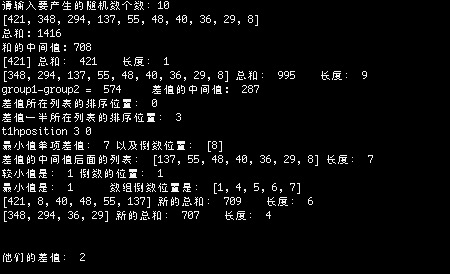 请输入要产生的随机数个数: 10
[421, 348, 294, 137, 55, 48, 40, 36, 29, 8]
总和: 1416
和的中间值: 708
[421] 总和:  421    长度:  1
[348, 294, 137, 55, 48, 40, 36, 29, 8] 总和:  995    长度:  9
group1-group2 =  574    差值的中间值:  287
差值所在列表的排序位置:  0
差值一半所在列表的排序位置:  3
t1hposition 3 0
最小值单项差值:  7 以及倒数位置:  [8]
差值的中间值后面的列表:  [137, 55, 48, 40, 36, 29, 8] 长度:  7
较小值是:  1 倒数的位置:  1
最小值是:  1     数组倒数位置是:  [1, 4, 5, 6, 7]
[421, 8, 40, 48, 55, 137] 新的总和:  709    长度:  6
[348, 294, 36, 29] 新的总和:  707    长度:  4
他们的差值:  2